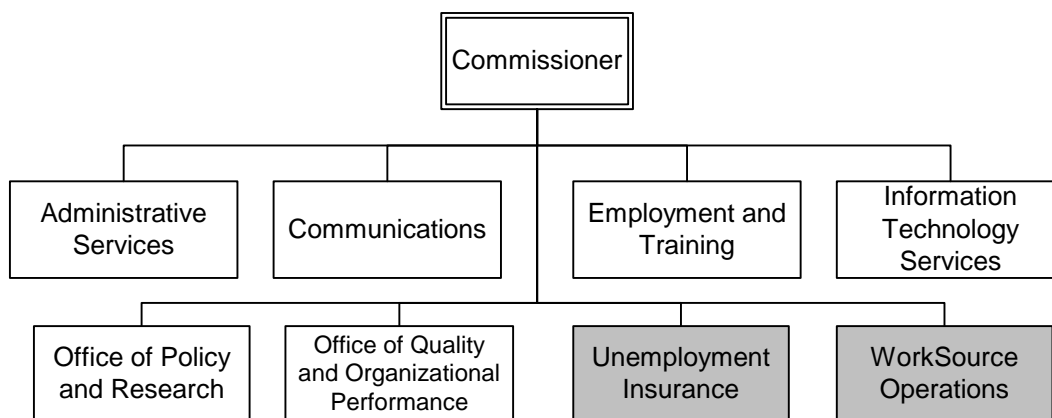 Commissioner
Administrative
Services
Communications
Employment and
Training
Information
Technology
Services
Office of Policy
and Research
Office of Quality
and Organizational
Performance
Unemployment
Insurance
WorkSource
Operations